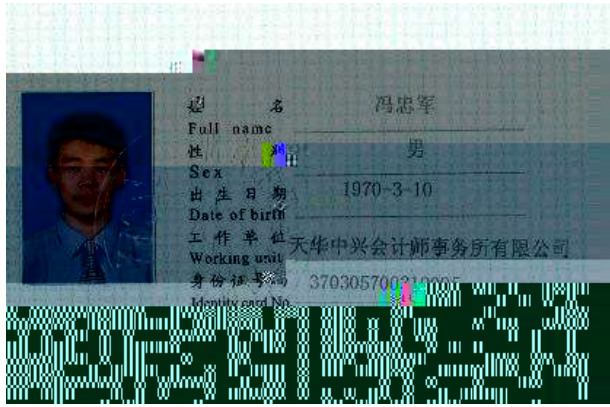 姓 名 冯忠军
Full name
性 别 男
Sex
出 生 日 期 1970-3-10
Date of birth
工 作 单 位 天华中兴会计师事务所有限公司
Working unit
身份证号码
Identity card No.